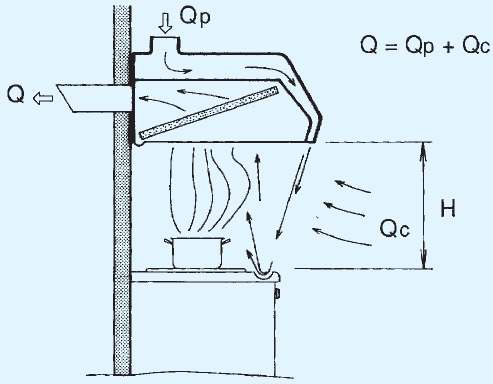 Qp
Q = Qp + Qc
Q
H
Qc